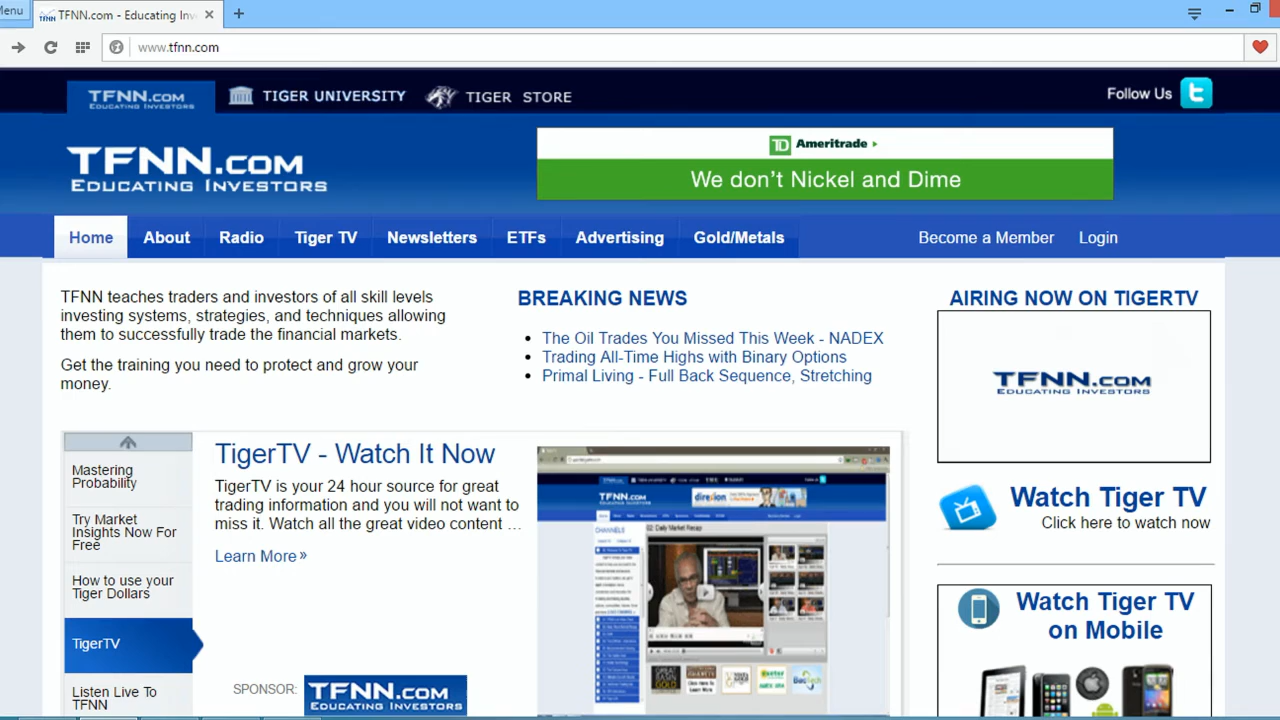 Menu
TFNN.com - Educating Inv
www.tfnn.com
TFNN.COM
EDUCATING INVESTORS
TIGER UNIVERSITY
TIGER STORE
Follow Us
TFNN.COM
EDUCATING INVESTORS
TD Ameritrade
We don't Nickel and Dime
Home
About
Radio
Tiger TV
Newsletters
ETFs
Advertising
Gold/Metals
Become a Member
Login
TFNN teaches traders and investors of all skill levels
investing systems, strategies, and techniques allowing
them to successfully trade the financial markets.
Get the training you need to protect and grow your
money.
BREAKING NEWS
The Oil Trades You Missed This Week - NADEX
Trading All-Time Highs with Binary Options
Primal Living - Full Back Sequence, Stretching
AIRING NOW ON TIGERTV
TFNN.COM
EDUCATING INVESTORS
Watch Tiger TV
Click here to watch now
Watch Tiger TV
on Mobile
Mastering
Probability
Try Market
Insights Now For
Free
How to use your
Tiger Dollars
TigerTV
Listen Live To
TFNN
TigerTV - Watch It Now
TigerTV is your 24 hour source for great
trading information and you will not want to
miss it. Watch all the great video content ...
Learn More »
SPONSOR:
TFNN.COM
EDUCATING INVESTORS
TFNN.COM
direxion
CHANNELS
02. Daily Market Recap